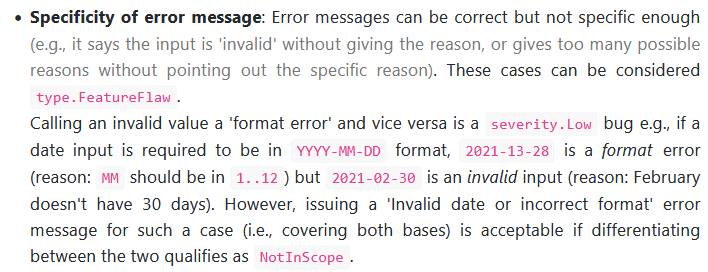 • Specificity of error message: Error messages can be correct but not specific enough
(e.g., it says the input is 'invalid' without giving the reason, or gives too many possible
reasons without pointing out the specific reason). These cases can be considered
type.FeatureFlaw .
Calling an invalid value a 'format error' and vice versa is a severity.Low bug e.g., if a
date input is required to be in YYYY-MM-DD format, 2021-13-28 is a format error
(reason: MM should be in 1..12 ) but 2021-02-30 is an invalid input (reason: February
doesn't have 30 days). However, issuing a 'Invalid date or incorrect format' error
message for such a case (i.e., covering both bases) is acceptable if differentiating
between the two qualifies as NotInScope .